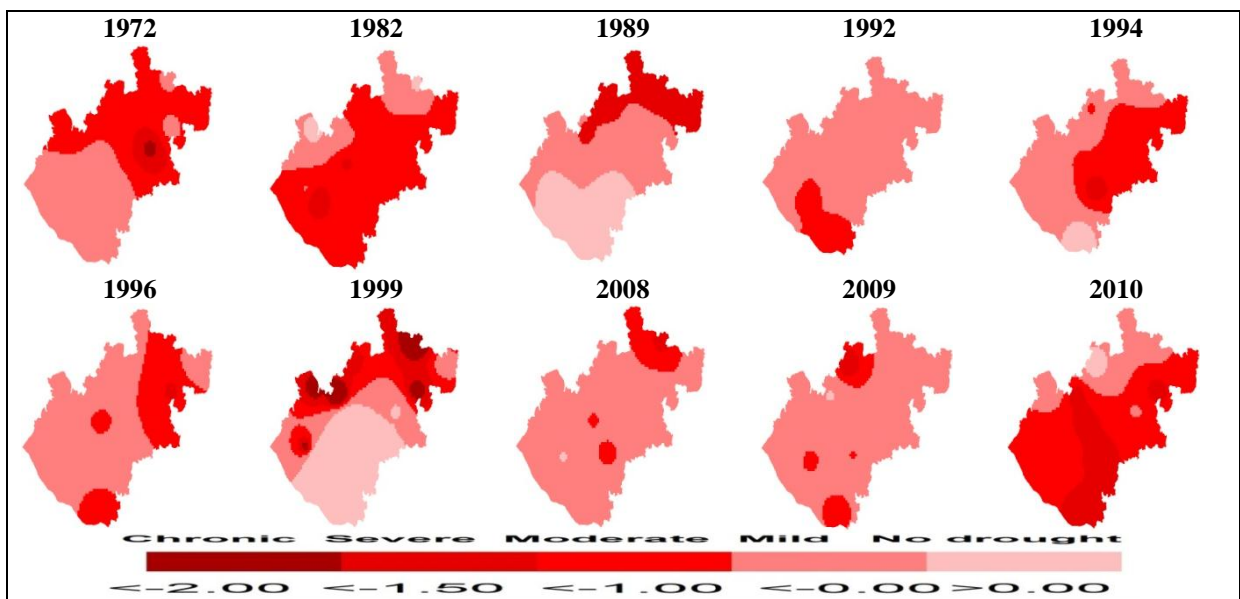 1972 1982 1989 1992 1994
1996 1999 2008 2009 2010
Chronic Severe Moderate Mild No drought
<-2.00 <-1.50 <-1.00 <-0.00 >0.00